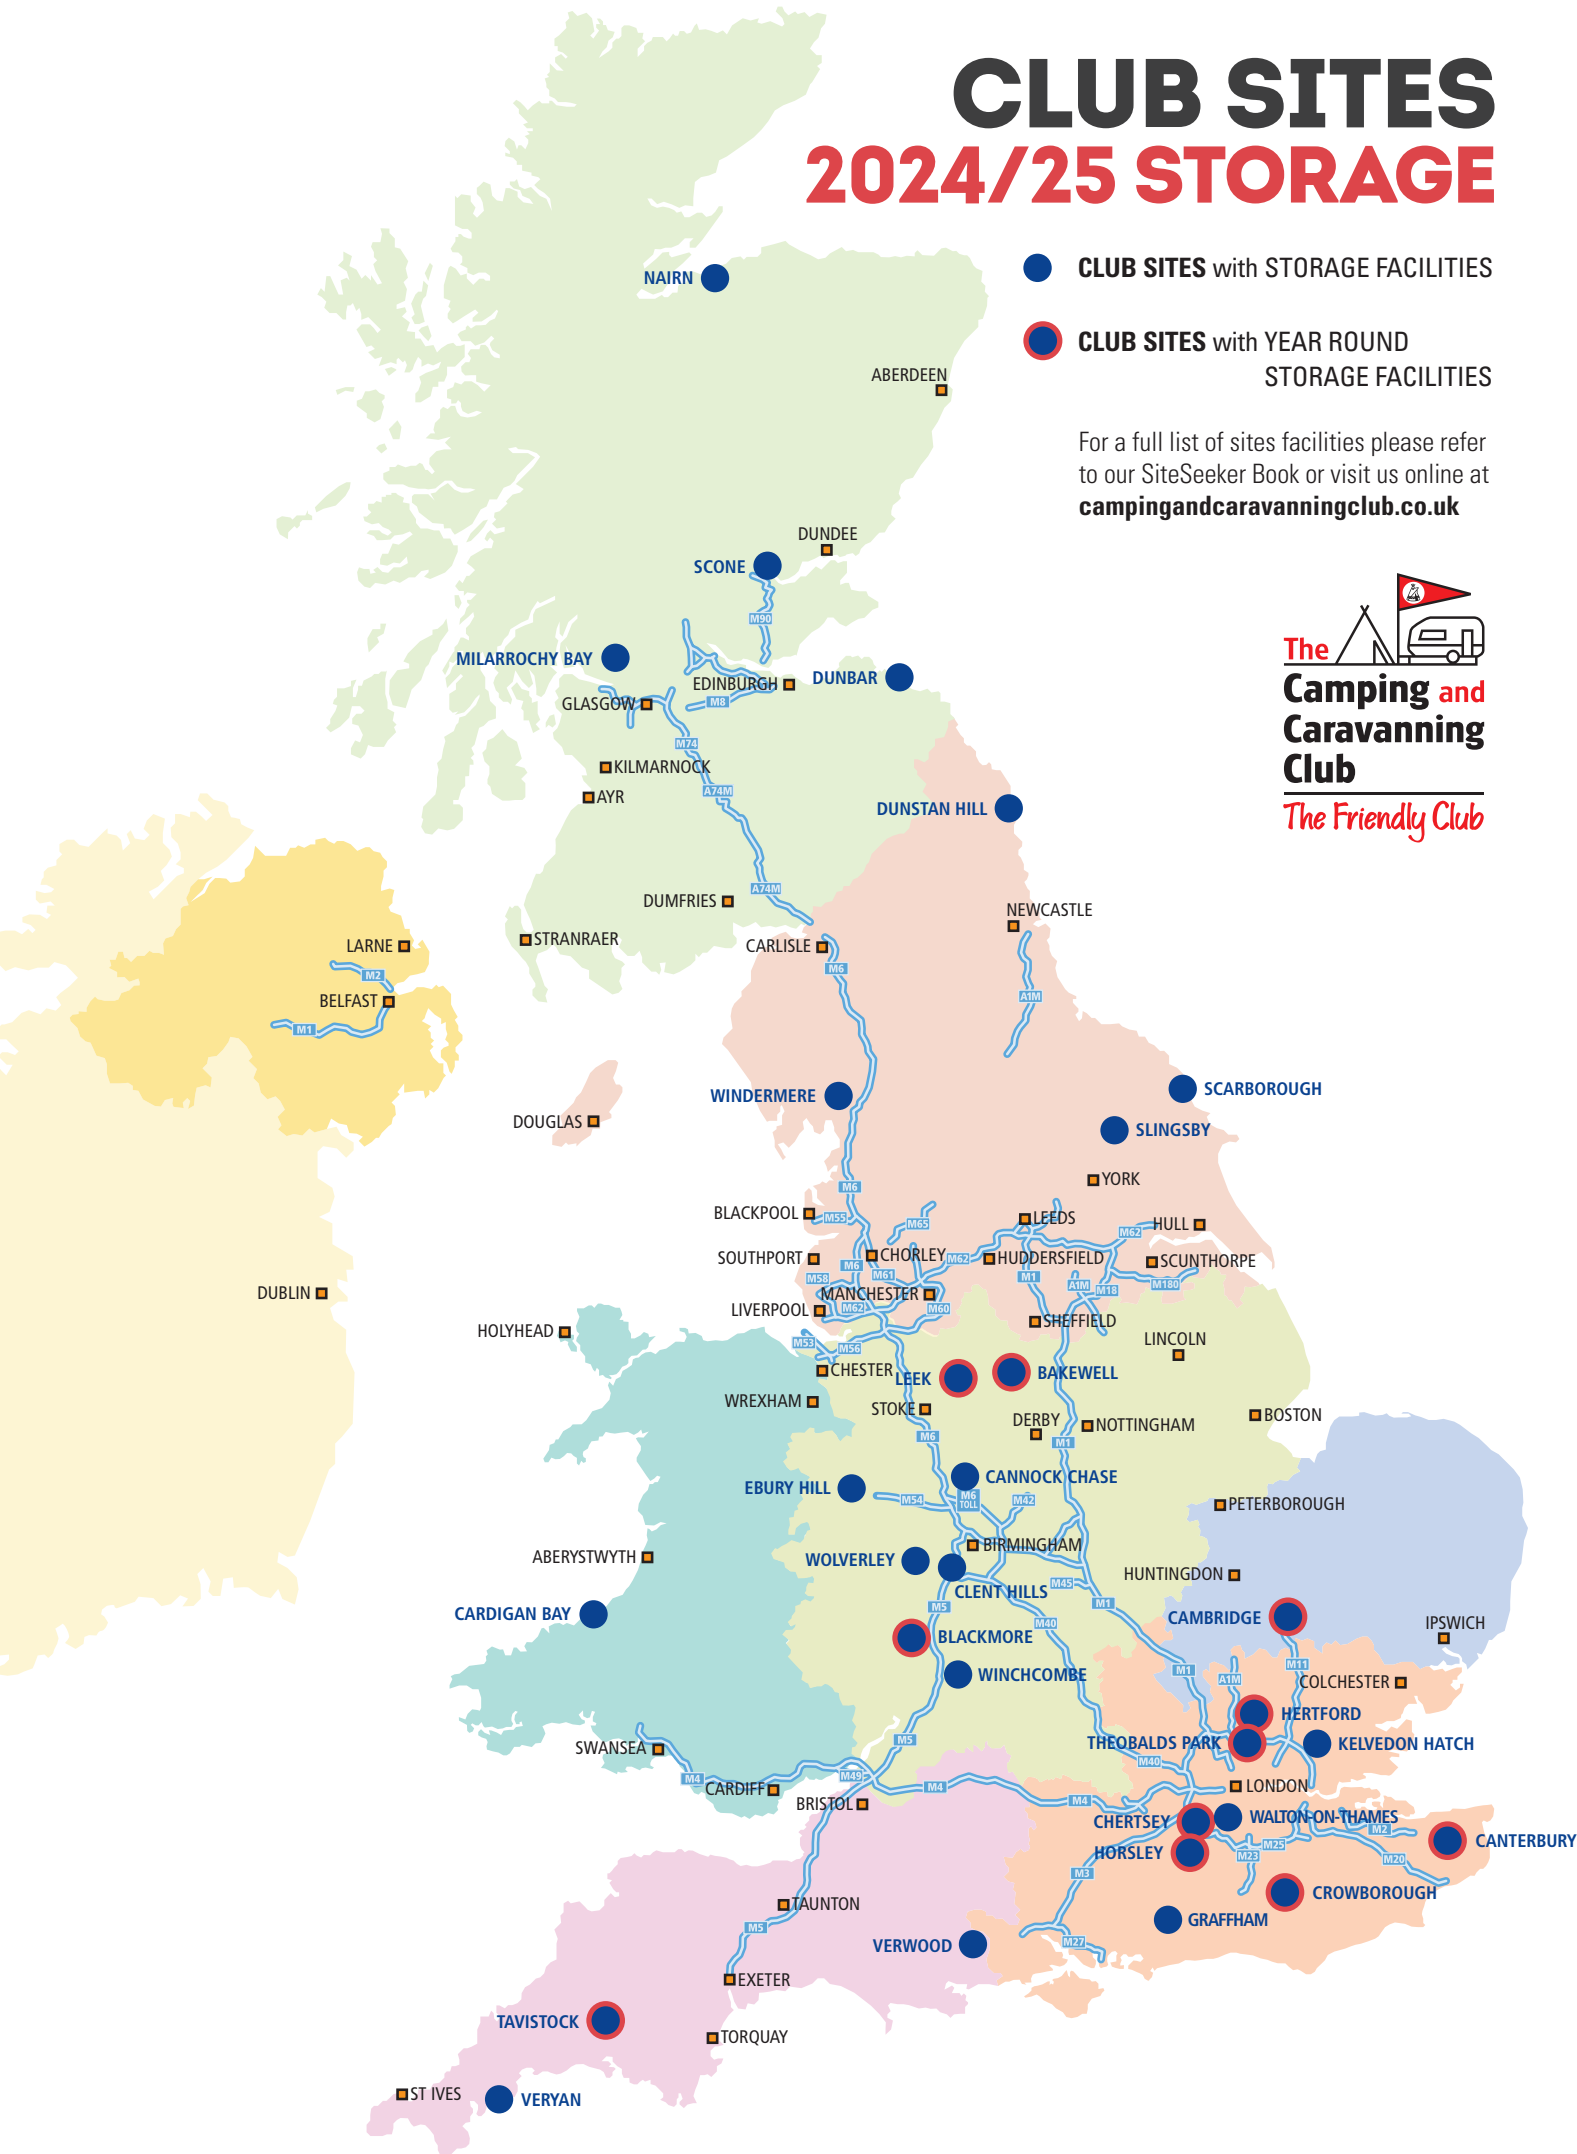 CLUB SITES
2024/25 STORAGE
CLUB SITES with STORAGE FACILITIES
CLUB SITES with YEAR ROUND
STORAGE FACILITIES
For a full list of sites facilities please refer
to our SiteSeeker Book or visit us online at
campingandcaravanningclub.co.uk
The
Camping and
Caravanning
Club
The Friendly Club
NAIRN
ABERDEEN
DUNDEE
SCONE
M90
MILARROCHY BAY
EDINBURGH
DUNBAR
GLASGOW
M8
M74
KILMARNOCK
A74M
AYR
DUNSTAN HILL
A74M
DUMFRIES
NEWCASTLE
STRANRAER
CARLISLE
LARNE
M6
M2
A1M
BELFAST
M1
WINDERMERE
SCARBOROUGH
DOUGLAS
SLINGSBY
YORK
M6
BLACKPOOL
M55
M65
LEEDS
M62
HULL
SOUTHPORT
CHORLEY
M62
HUDDERSFIELD
SCUNTHORPE
M6
M61
M58
M1
A1M
M18
M180
DUBLIN
MANCHESTER
LIVERPOOL
M62
M60
SHEFFIELD
HOLYHEAD
M53
M56
LINCOLN
CHESTER
LEEK
BAKEWELL
WREXHAM
STOKE
DERBY
NOTTINGHAM
BOSTON
M6
M1
CANNOCK CHASE
EBURY HILL
M54
M6
TOLL
M42
PETERBOROUGH
BIRMINGHAM
ABERYSTWYTH
WOLVERLEY
HUNTINGDON
CLENT HILLS
M45
M5
M1
CARDIGAN BAY
CAMBRIDGE
IPSWICH
M40
BLACKMORE
M11
M1
WINCHCOMBE
A1M
COLCHESTER
HERTFORD
M5
THEOBALDS PARK
KELVEDON HATCH
SWANSEA
M40
M4
M49
CARDIFF
M4
LONDON
BRISTOL
M4
CHERTSEY
WALTON-ON-THAMES
M2
CANTERBURY
M25
HORSLEY
M23
M20
M3
CROWBOROUGH
TAUNTON
GRAFFHAM
M5
M27
VERWOOD
EXETER
TAVISTOCK
TORQUAY
ST IVES
VERYAN